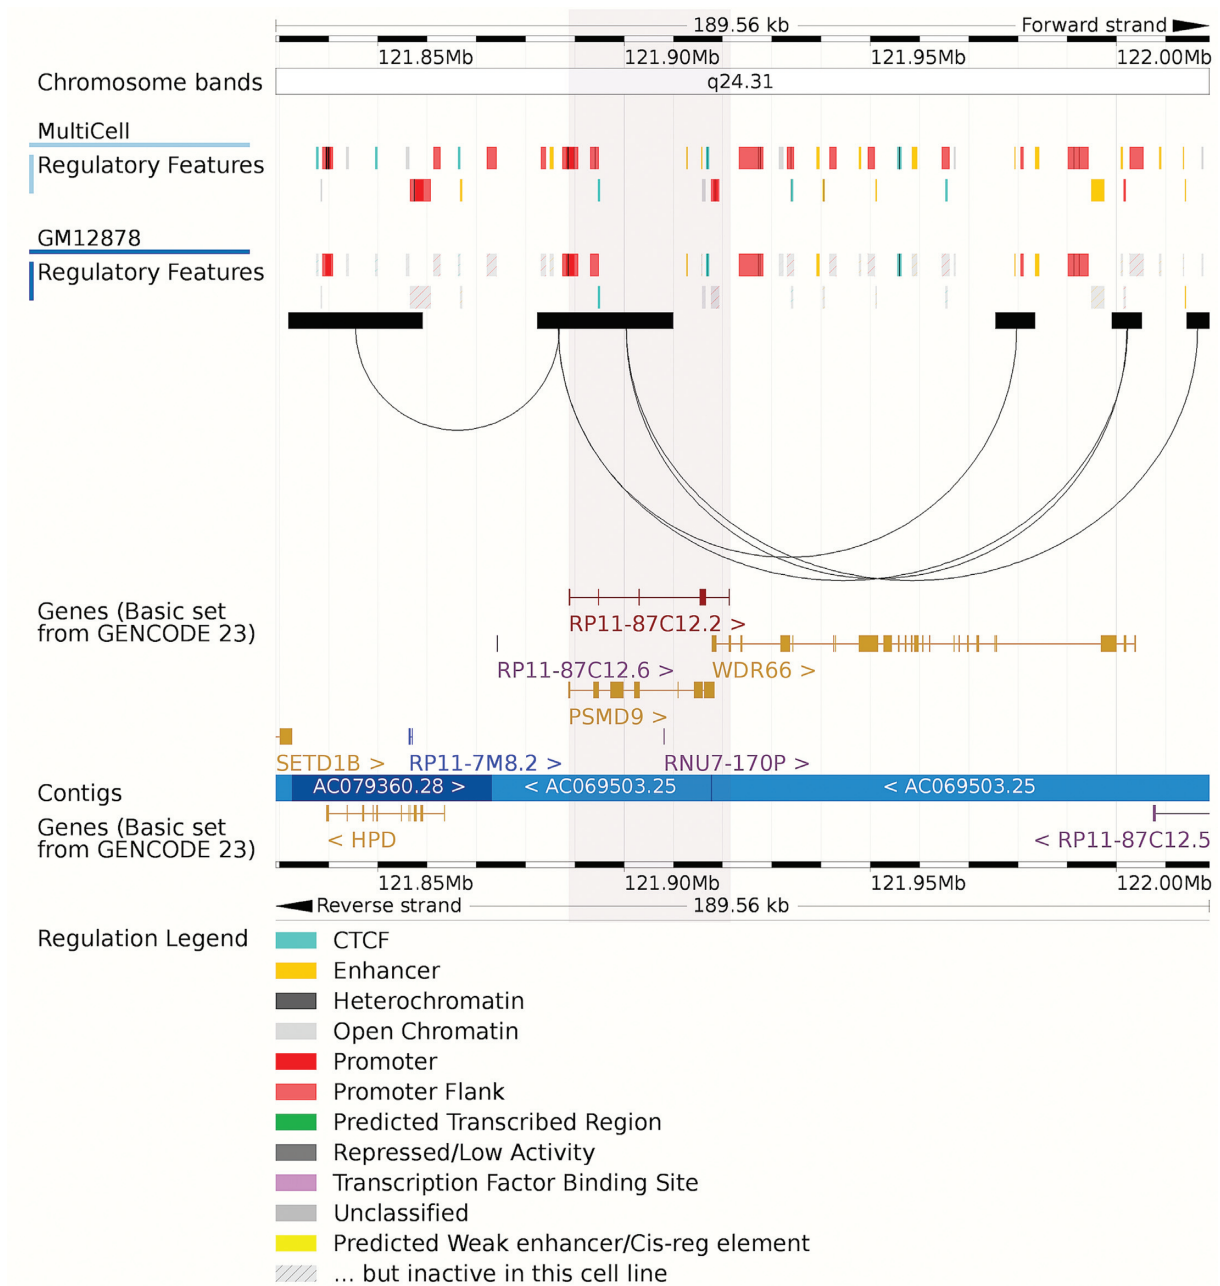 189.56 kb Forward strand
121.85Mb 121.90Mb 121.95Mb 122.00Mb
Chromosome bands q24.31
MultiCell
Regulatory Features
GM12878
Regulatory Features
Genes (Basic set
from GENCODE 23)
RP11-87C12.2 >
RP11-87C12.6 > WDR66 >
PSMD9 >
SETD1B > RP11-7M8.2 > RNU7-170P >
Contigs AC079360.28 > < AC069503.25 < AC069503.25
Genes (Basic set
from GENCODE 23)
< HPD < RP11-87C12.5
121.85Mb 121.90Mb 121.95Mb 122.00Mb
Reverse strand 189.56 kb
Regulation Legend
CTCF
Enhancer
Heterochromatin
Open Chromatin
Promoter
Promoter Flank
Predicted Transcribed Region
Repressed/Low Activity
Transcription Factor Binding Site
Unclassified
Predicted Weak enhancer/Cis-reg element
... but inactive in this cell line